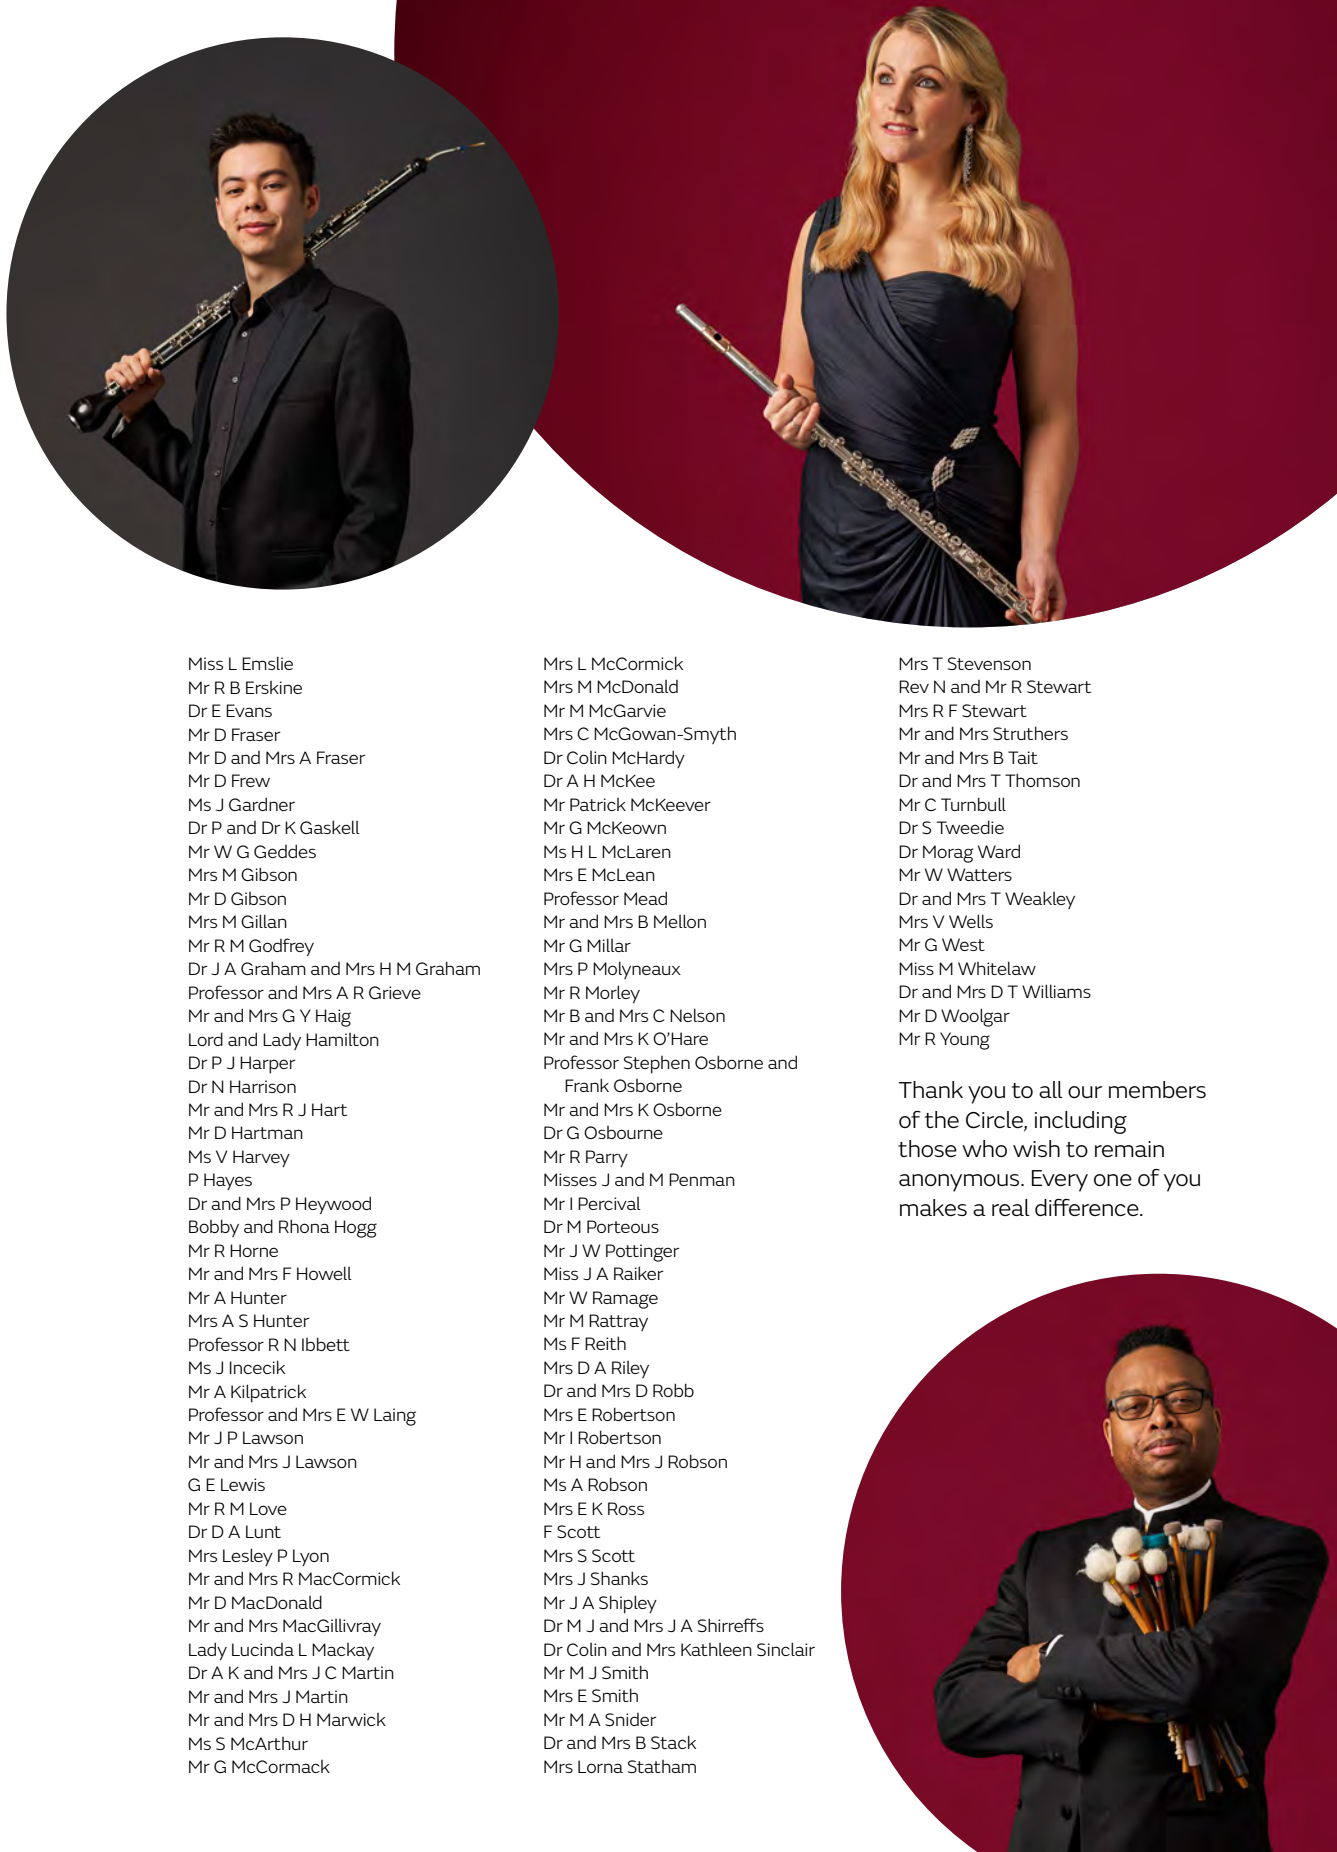 Miss L Emslie
Mr R B Erskine
Dr E Evans
Mr D Fraser
Mr D and Mrs A Fraser
Mr D Frew
Ms J Gardner
Dr P and Dr K Gaskell
Mr W G Geddes
Mrs M Gibson
Mr D Gibson
Mrs M Gillan
Mr R M Godfrey
Dr J A Graham and Mrs H M Graham
Professor and Mrs A R Grieve
Mr and Mrs G Y Haig
Lord and Lady Hamilton
Dr P J Harper
Dr N Harrison
Mr and Mrs R J Hart
Mr D Hartman
Ms V Harvey
P Hayes
Dr and Mrs P Heywood
Bobby and Rhona Hogg
Mr R Horne
Mr and Mrs F Howell
Mr A Hunter
Mrs A S Hunter
Professor R N Ibbett
Ms J Incecik
Mr A Kilpatrick
Professor and Mrs E W Laing
Mr J P Lawson
Mr and Mrs J Lawson
G E Lewis
Mr R M Love
Dr D A Lunt
Mrs Lesley P Lyon
Mr and Mrs R MacCormick
Mr D MacDonald
Mr and Mrs MacGillivray
Lady Lucinda L Mackay
Dr A K and Mrs J C Martin
Mr and Mrs J Martin
Mr and Mrs D H Marwick
Ms S McArthur
Mr G McCormack
Mrs L McCormick
Mrs M McDonald
Mr M McGarvie
Mrs C McGowan-Smyth
Dr Colin McHardy
Dr A H McKee
Mr Patrick McKeever
Mr G McKeown
Ms H L McLaren
Mrs E McLean
Professor Mead
Mr and Mrs B Mellon
Mr G Millar
Mrs P Molyneaux
Mr R Morley
Mr B and Mrs C Nelson
Mr and Mrs K O’Hare
Professor Stephen Osborne and
Frank Osborne
Mr and Mrs K Osborne
Dr G Osbourne
Mr R Parry
Misses J and M Penman
Mr I Percival
Dr M Porteous
Mr J W Pottinger
Miss J A Raiker
Mr W Ramage
Mr M Rattray
Ms F Reith
Mrs D A Riley
Dr and Mrs D Robb
Mrs E Robertson
Mr I Robertson
Mr H and Mrs J Robson
Ms A Robson
Mrs E K Ross
F Scott
Mrs S Scott
Mrs J Shanks
Mr J A Shipley
Dr M J and Mrs J A Shirreffs
Dr Colin and Mrs Kathleen Sinclair
Mr M J Smith
Mrs E Smith
Mr M A Snider
Dr and Mrs B Stack
Mrs Lorna Statham
Mrs T Stevenson
Rev N and Mr R Stewart
Mrs R F Stewart
Mr and Mrs Struthers
Mr and Mrs B Tait
Dr and Mrs T Thomson
Mr C Turnbull
Dr S Tweedie
Dr Morag Ward
Mr W Watters
Dr and Mrs T Weakley
Mrs V Wells
Mr G West
Miss M Whitelaw
Dr and Mrs D T Williams
Mr D Woolgar
Mr R Young
Thank you to all our members
of the Circle, including
those who wish to remain
anonymous. Every one of you
makes a real difference.